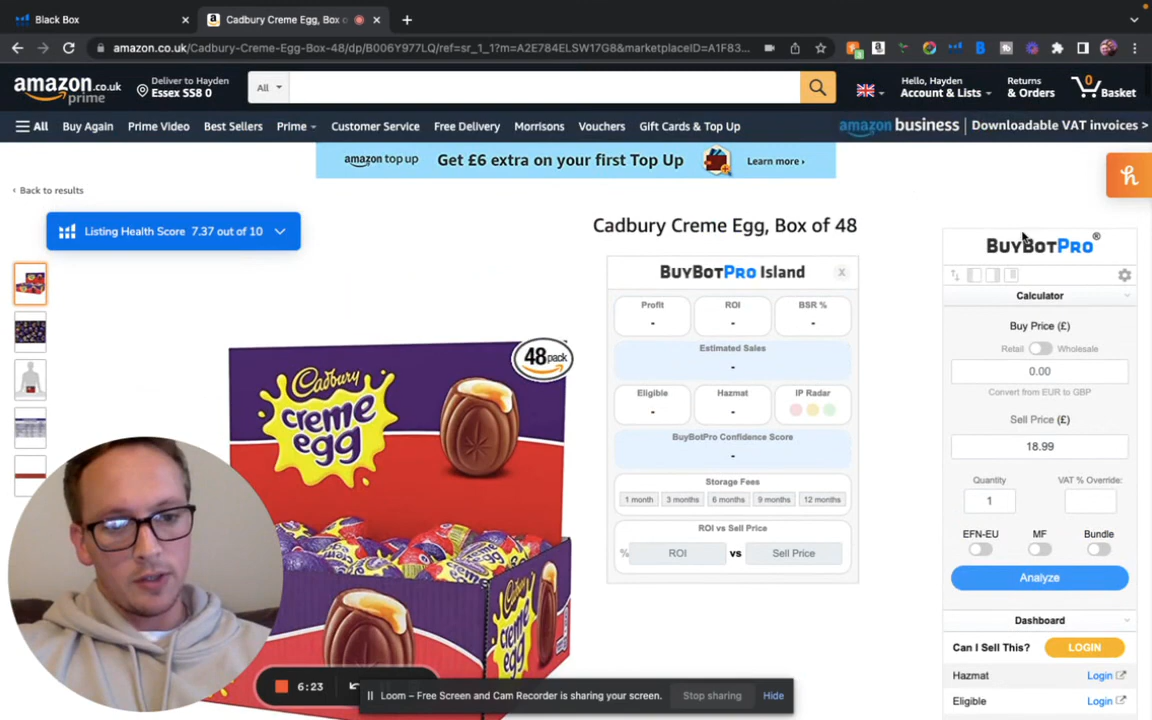 Black Box
Cadbury Creme Egg, Box o
amazon.co.uk/Cadbury-Creme-Egg-Box-48/dp/B006Y977LQ/ref=sr_1_1?m=A2E784ELSW17G8&marketplaceID=A1F83...
amazon.co.uk
prime
Deliver to Hayden
Essex SS8 0
All
Hello, Hayden
Account & Lists
Returns
& Orders
0
Basket
All
Buy Again
Prime Video
Best Sellers
Prime
Customer Service
Free Delivery
Morrisons
Vouchers
Gift Cards & Top Up
amazon business | Downloadable VAT invoices >
amazon top up
Get £6 extra on your first Top Up
Learn more ›
‹ Back to results
h
Listing Health Score 7.37 out of 10
Cadbury Creme Egg, Box of 48
BuyBotPro Island
X
Profit
ROI
BSR %
-
-
-
Estimated Sales
-
Eligible
Hazmat
IP Radar
-
-
BuyBotPro Confidence Score
-
Storage Fees
1 month
3 months
6 months
9 months
12 months
ROI vs Sell Price
%
ROI
vs
Sell Price
BuyBotPro®
Calculator
Buy Price (£)
Retail
Wholesale
0.00
Convert from EUR to GBP
Sell Price (£)
18.99
Quantity
VAT % Override:
1
EFN-EU
MF
Bundle
Analyze
Dashboard
Can I Sell This?
LOGIN
Hazmat
Login
Eligible
Login
48 pack
Cadbury
creme
egg
creme
egg
6:23
Loom – Free Screen and Cam Recorder is sharing your screen.
Stop sharing
Hide